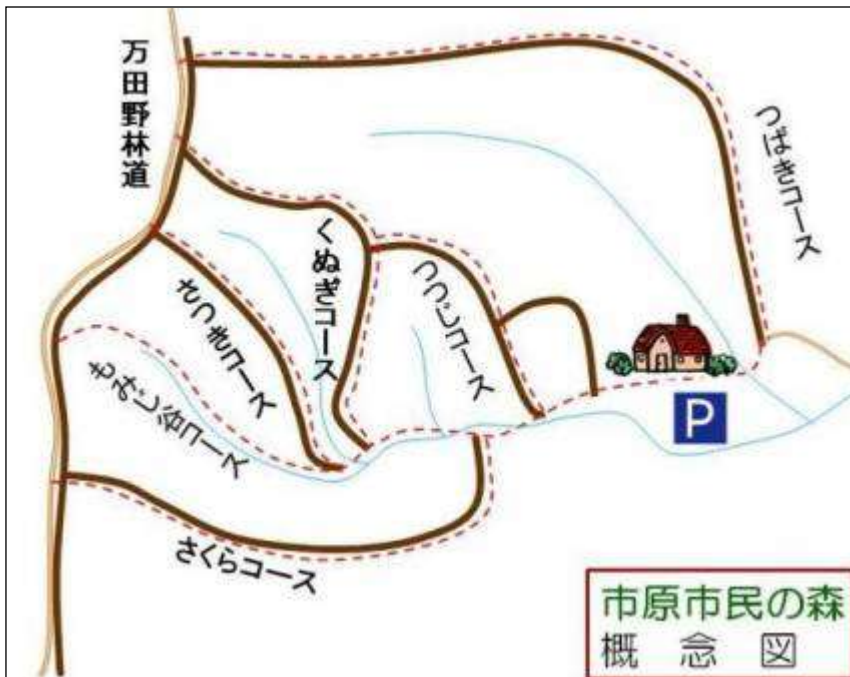 万田野林道
つばきコース
くぬぎコース
つつじコース
さつきコース
もみじ谷コース
さくらコース
P
市原市民の森
概念図